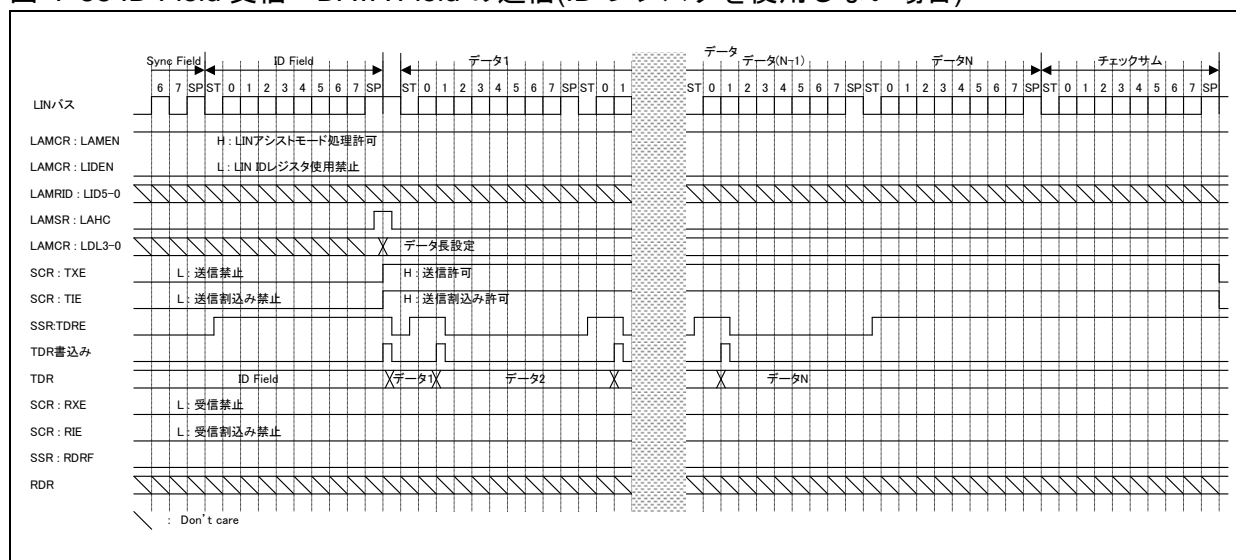 データ
Sync Field ID Field データ1 データ(N-1) データN チェックサム
6 7 SP ST 0 1 2 3 4 5 6 7 SP ST 0 1 2 3 4 5 6 7 SP ST 0 1 ST 0 1 2 3 4 5 6 7 SP ST 0 1 2 3 4 5 6 7 SP ST 0 1 2 3 4 5 6 7 SP
LINバス
LAMCR : LAMEN H : LINアシストモード処理許可
LAMCR : LIDEN L : LIN IDレジスタ使用禁止
LAMRID : LID5-0
LAMSR : LAHC
LAMCR : LDL3-0 データ長設定
SCR : TXE L : 送信禁止 H : 送信許可
SCR : TIE L : 送信割込み禁止 H : 送信割込み許可
SSR:TDRE
TDR書込み
TDR ID Field データ1 データ2 データN
SCR : RXE L : 受信禁止
SCR : RIE L : 受信割込み禁止
SSR : RDRF
RDR
: Don't care